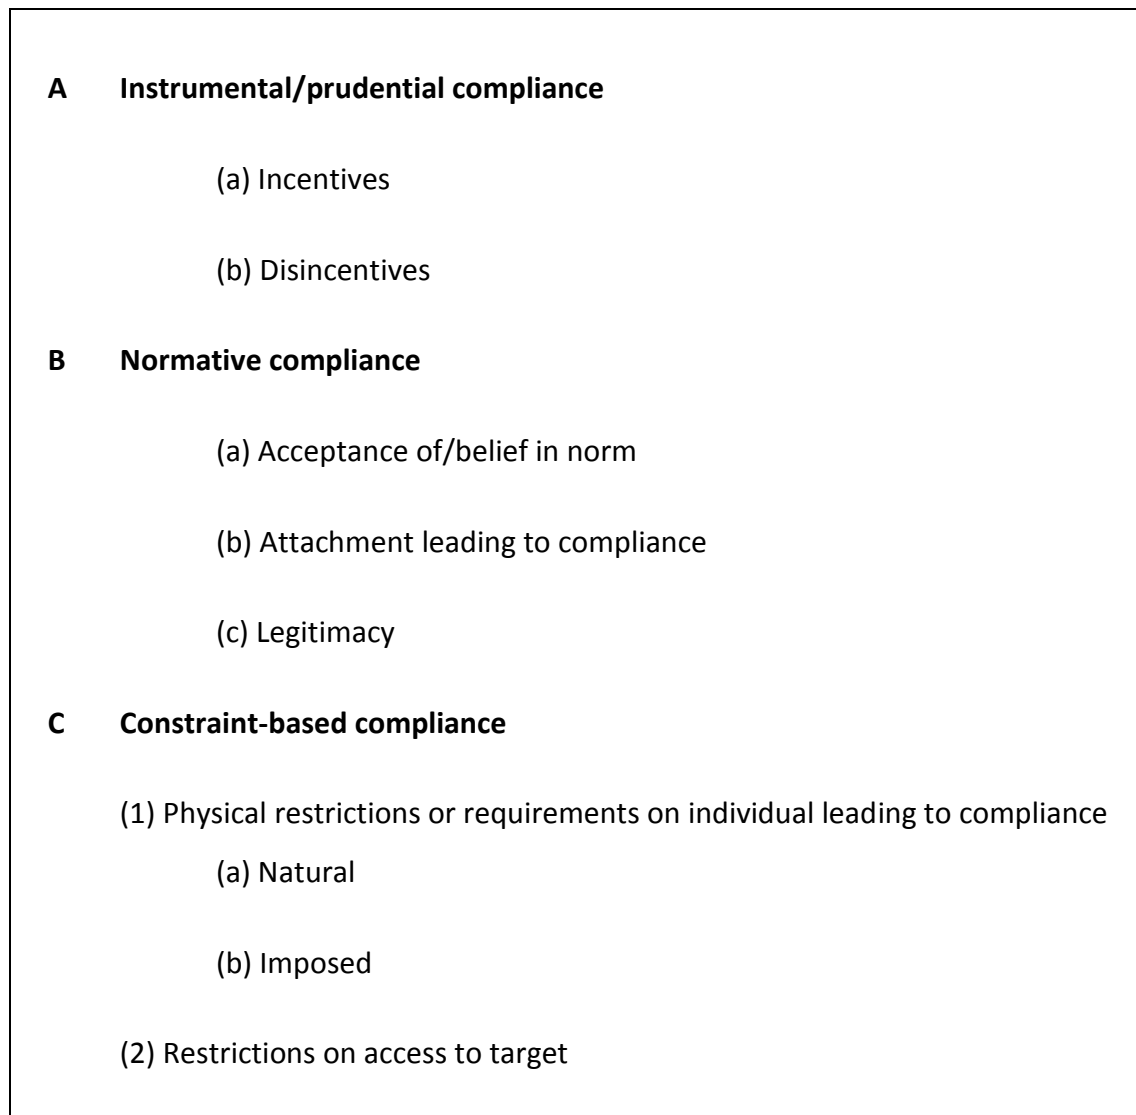 A Instrumental/prudential compliance
(a) Incentives
(b) Disincentives
B Normative compliance
(a) Acceptance of/belief in norm
(b) Attachment leading to compliance
(c) Legitimacy
C Constraint-based compliance
(1) Physical restrictions or requirements on individual leading to compliance
(a) Natural
(b) Imposed
(2) Restrictions on access to target